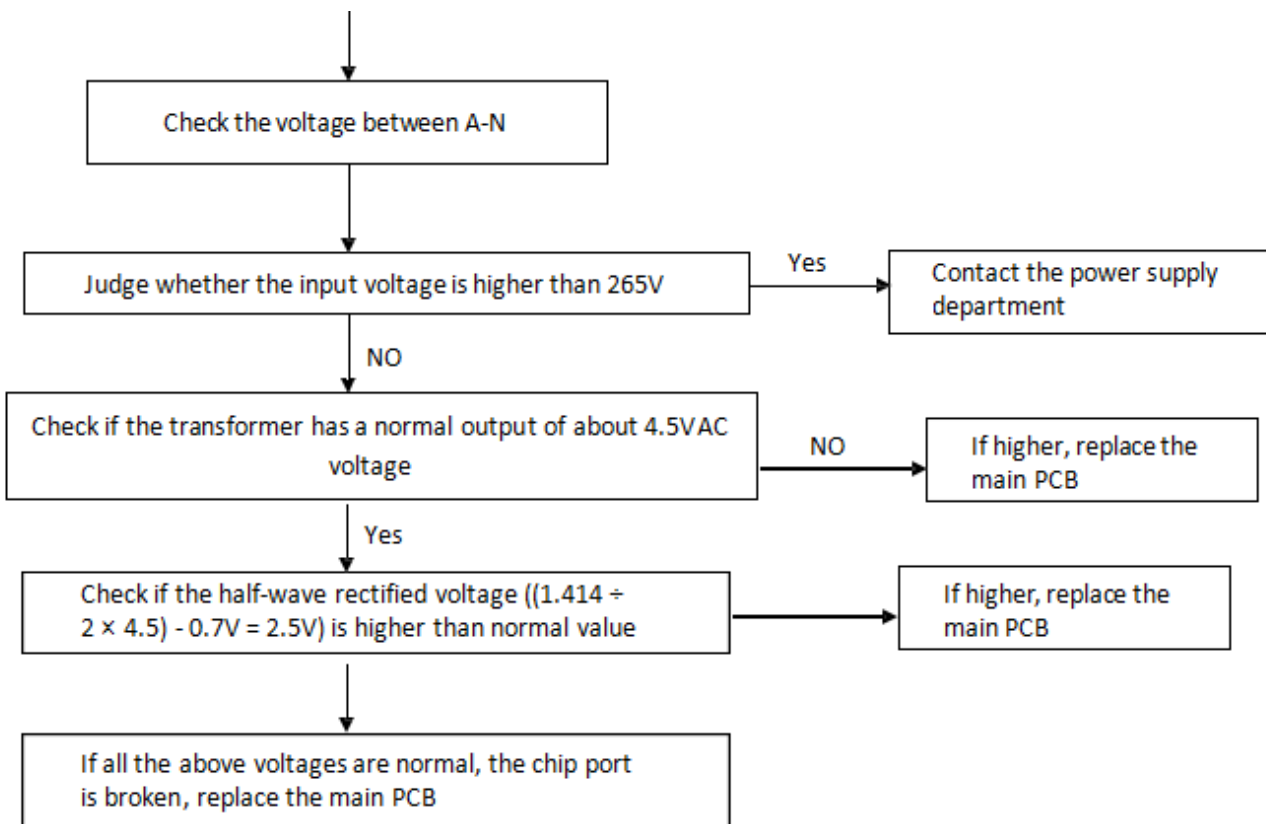 Check the voltage between A-N
Judge whether the input voltage is higher than 265V
Yes
Contact the power supply
department
NO
Check if the transformer has a normal output of about 4.5VAC
voltage
NO
If higher, replace the
main PCB
Yes
Check if the half-wave rectified voltage ((1.414 ÷
2 × 4.5) - 0.7V = 2.5V) is higher than normal value
If higher, replace the
main PCB
If all the above voltages are normal, the chip port
is broken, replace the main PCB